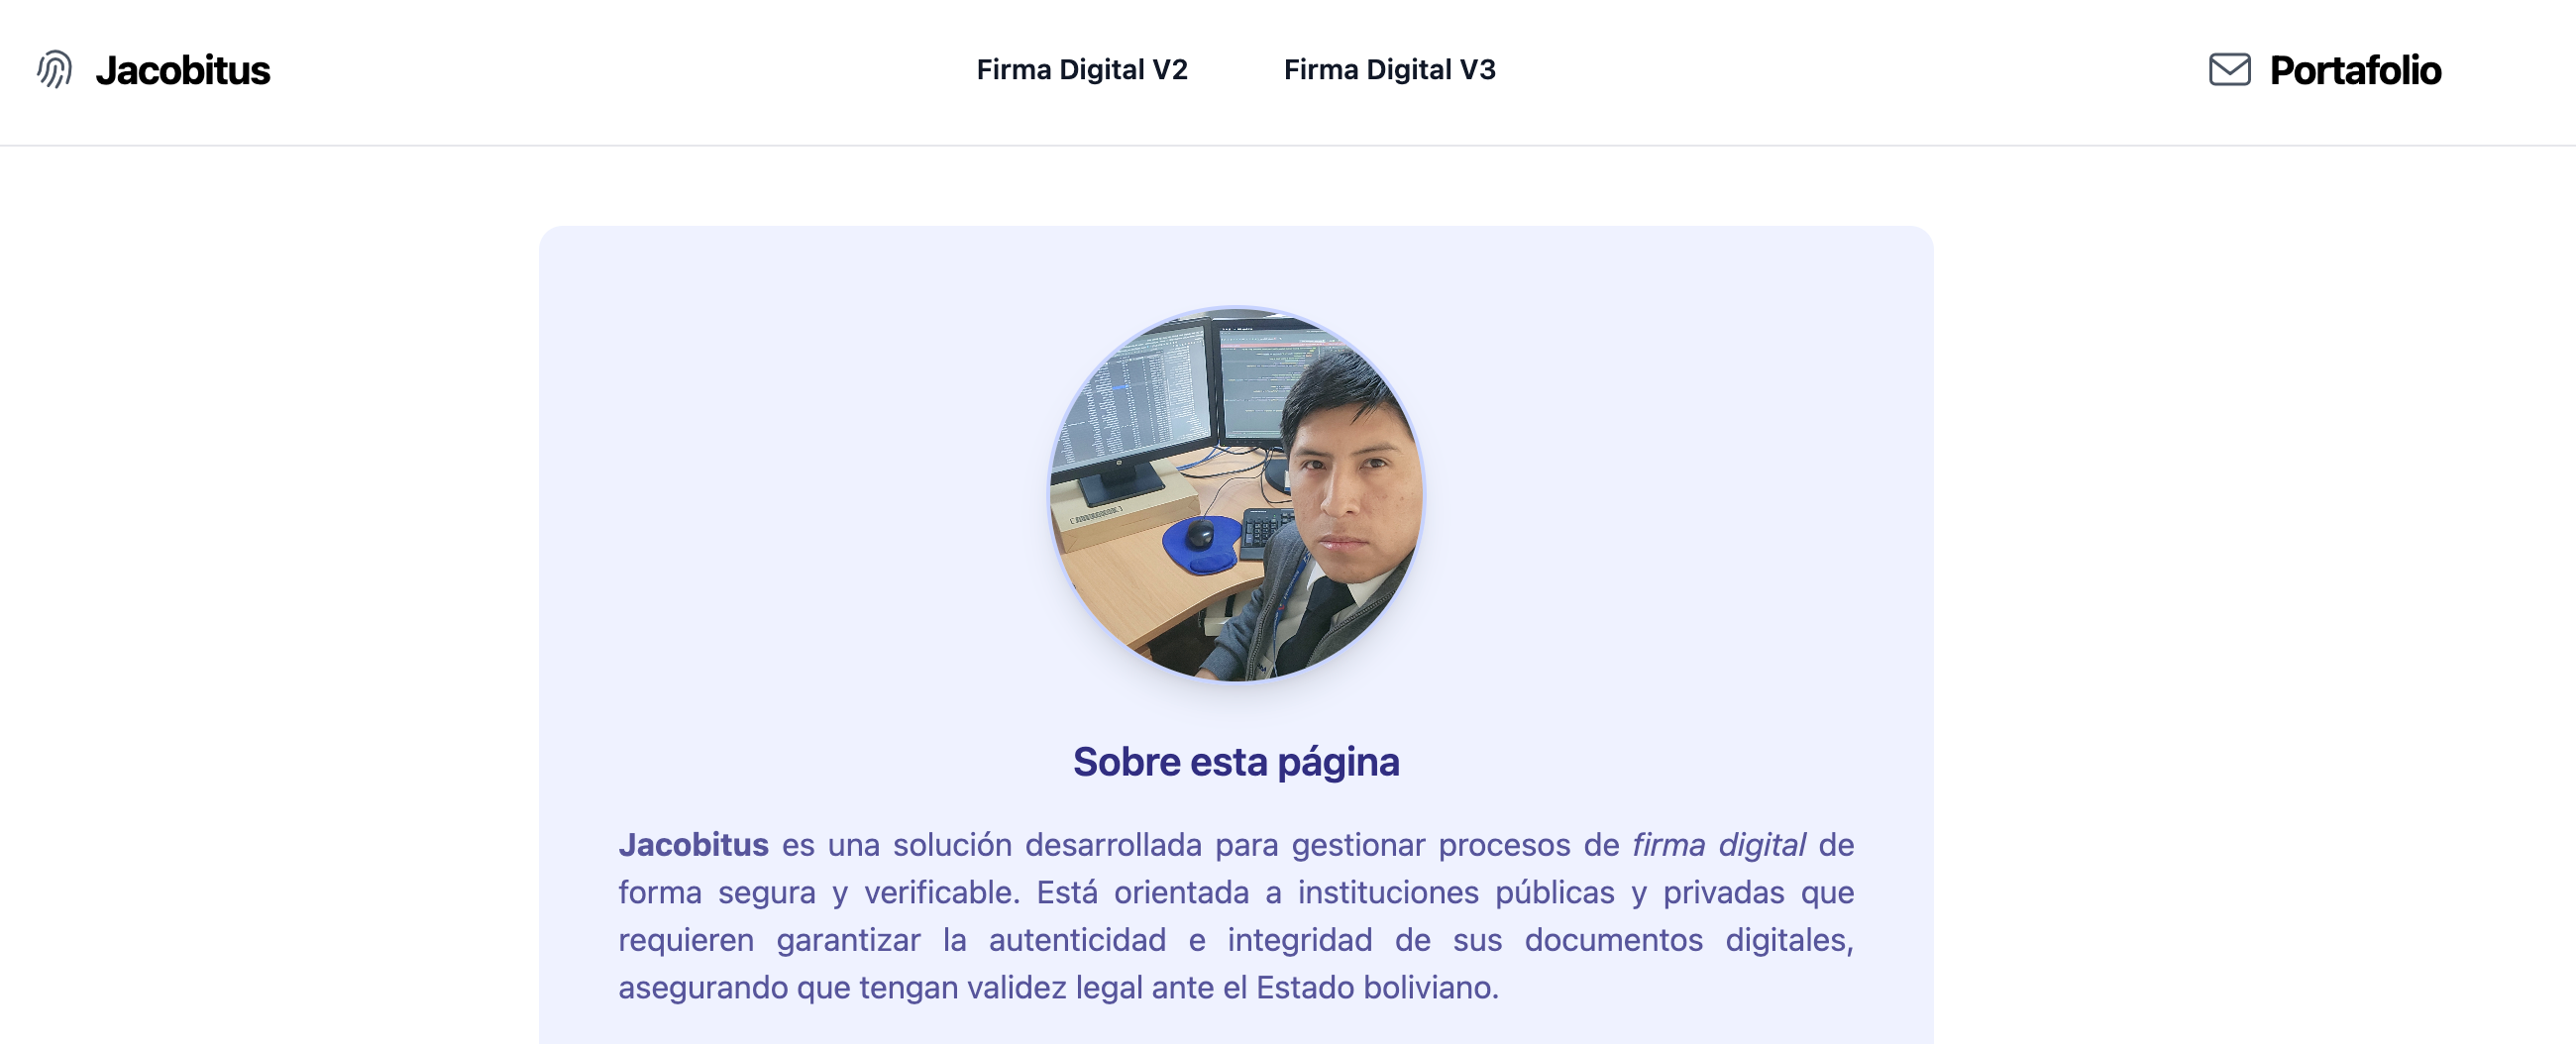 Jacobitus
Firma Digital V2
Firma Digital V3
Portafolio
Sobre esta página
Jacobitus es una solución desarrollada para gestionar procesos de firma digital de
forma segura y verificable. Está orientada a instituciones públicas y privadas que
requieren garantizar la autenticidad e integridad de sus documentos digitales,
asegurando que tengan validez legal ante el Estado boliviano.